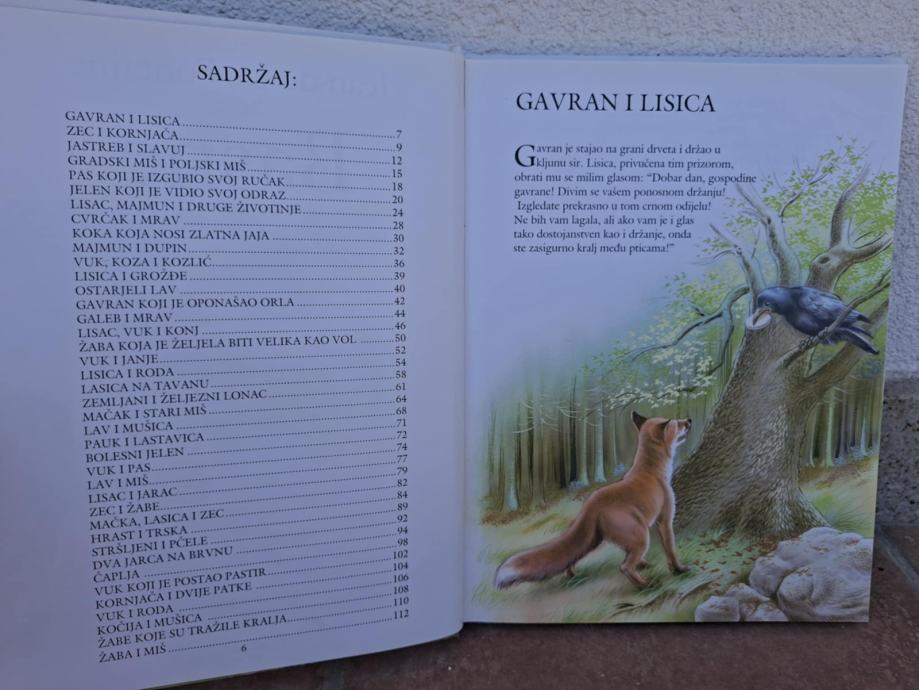 SADRŽAJ:
GAVRAN I LISICA 7
ZEC I KORNJAČA 9
JASTREB I SLAVUJ 12
GRADSKI MIŠ I POLJSKI MIŠ 15
PAS KOJI JE IZGUBIO SVOJ RUČAK 18
JELEN KOJI JE VIDIO SVOJ ODRAZ 20
LISAC, MAJMUN I DRUGE ŽIVOTINJE 24
CVRČAK I MRAV 28
KOKA KOJA NOSI ZLATNA JAJA 30
MAJMUN I DUPIN 32
VUK, KOZA I KOZLIĆ 36
LISICA I GROŽĐE 39
OSTARJELI LAV 40
GAVRAN KOJI JE OPONAŠAO ORLA 42
GALEB I MRAV 44
LISAC, VUK I KONJ 46
ŽABA KOJA JE ŽELJELA BITI VELIKA KAO VOL 50
VUK I JANJE 52
LISICA I RODA 54
LASICA NA TAVANU 58
ZEMLJANI I ŽELJEZNI LONAC 61
MAČAK I STARI MIŠ 64
LAV I MUŠICA 68
PAUK I LASTAVICA 71
BOLESNI JELEN 72
VUK I PAS 74
LAV I MIŠ 77
LISAC I JARAC 79
ZEC I ŽABE 82
MAČKA, LASICA I ZEC 84
HRAST I TRSKA 89
STRŠLJENI I PČELE 92
DVA JARCA NA BRVNU 94
ČAPLJA 98
VUK KOJI JE POSTAO PASTIR 102
KORNJAČA I DVIJE PATKE 104
VUK I RODA 106
KOČIJA I MUŠICA 108
ŽABE KOJE SU TRAŽILE KRALJA 110
ŽABA I MIŠ 112
6
GAVRAN I LISICA
Gavran je stajao na grani drveta i držao u
kljunu sir. Lisica, privučena tim prizorom,
obrati mu se milim glasom: “Dobar dan, gospodine
gavrane! Divim se vašem ponosnom držanju!
Izgledate prekrasno u tom crnom odijelu!
Ne bih vam lagala, ali ako vam je i glas
tako dostojanstven kao i držanje, onda
ste zasigurno kralj među pticama!”